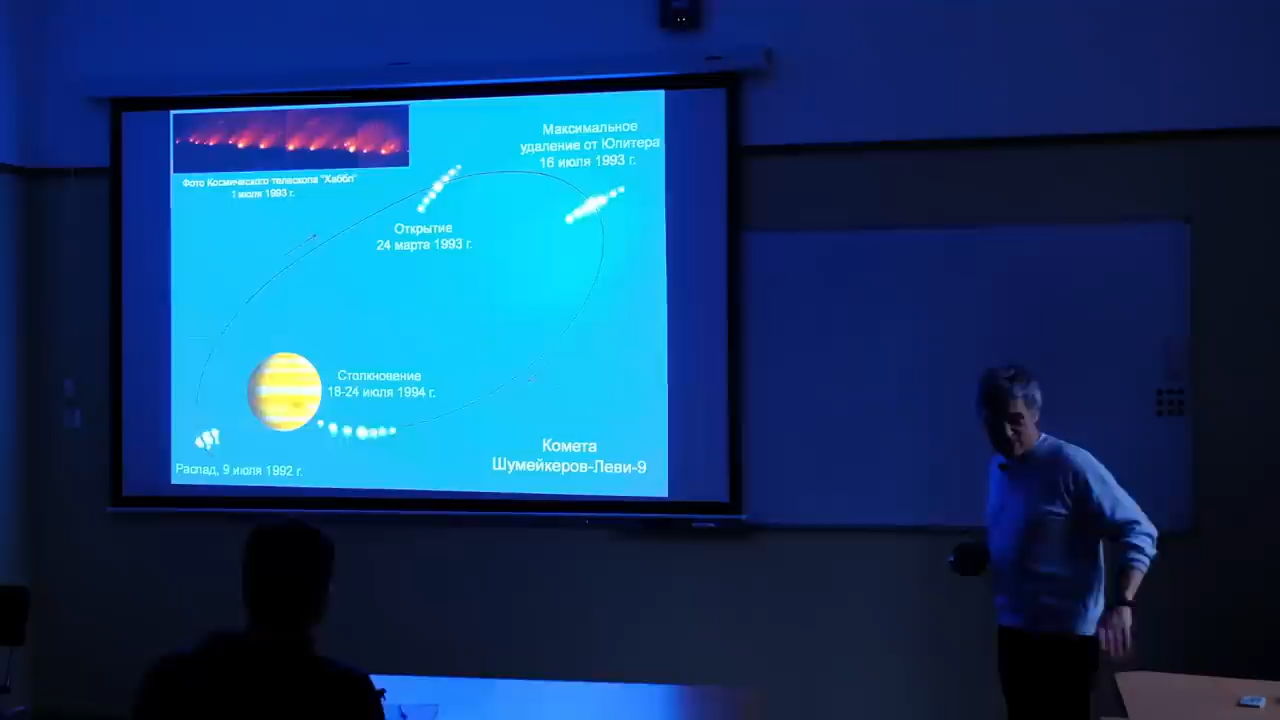 Фото Космического телескопа "Хаббл"
1 июля 1993 г.
Максимальное
удаление от Юпитера
16 июля 1993 г.
Открытие
24 марта 1993 г.
Столкновение
18-24 июля 1994 г.
Распад, 9 июля 1992 г.
Комета
Шумейкеров-Леви-9